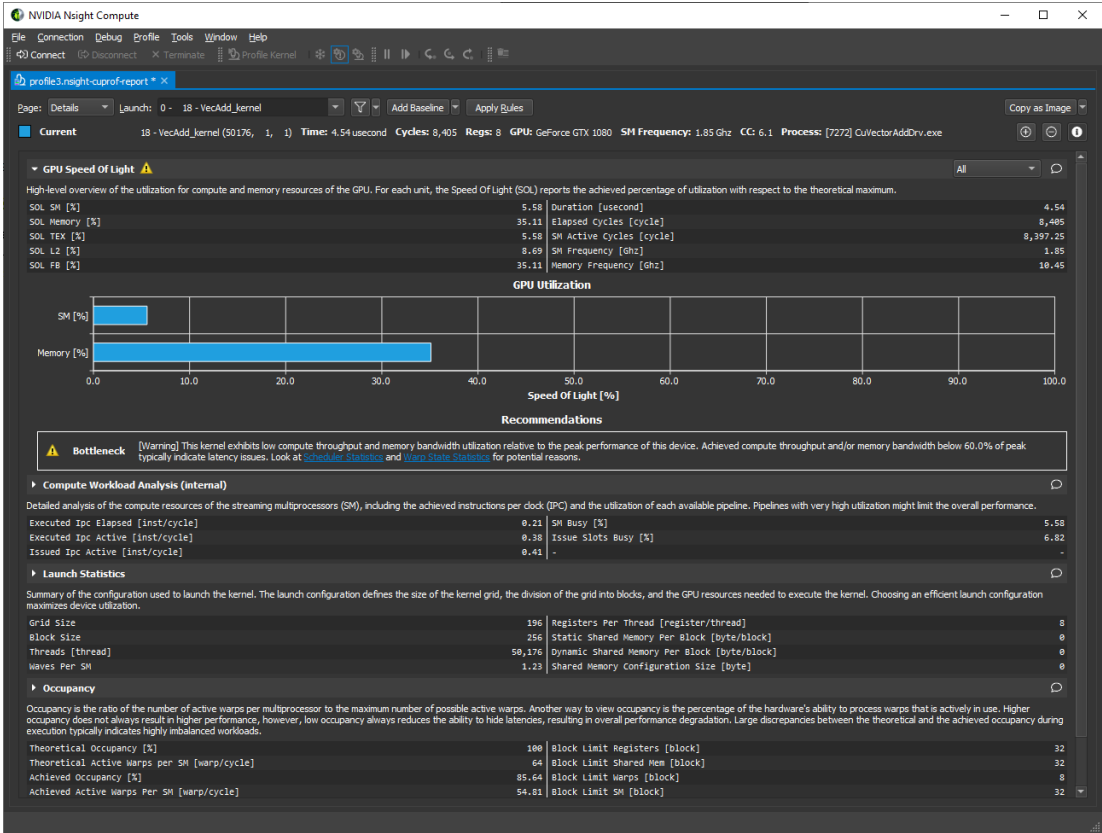 NVIDIA Nsight Compute
File Connection Debug Profile Tools Window Help
Connect Disconnect Terminate Profile Kernel
profile3.nsight-cuprof-report *
Page: Details Launch: 0 - 18 - VecAdd_kernel Add Baseline Apply Rules Copy as Image
Current 18 - VecAdd_kernel (50176, 1, 1) Time: 4.54 usecond Cycles: 8,405 Regs: 8 GPU: GeForce GTX 1080 SM Frequency: 1.85 Ghz CC: 6.1 Process: [7272] CuVectorAddDrv.exe
GPU Speed Of Light All
High-level overview of the utilization for compute and memory resources of the GPU. For each unit, the Speed Of Light (SOL) reports the achieved percentage of utilization with respect to the theoretical maximum.
SOL SM [%] 5.58 Duration [usecond] 4.54
SOL Memory [%] 35.11 Elapsed Cycles [cycle] 8,405
SOL TEX [%] 5.58 SM Active Cycles [cycle] 8,397.25
SOL L2 [%] 8.69 SM Frequency [Ghz] 1.85
SOL FB [%] 35.11 Memory Frequency [Ghz] 10.45
GPU Utilization
SM [%]
Memory [%]
0.0 10.0 20.0 30.0 40.0 50.0 60.0 70.0 80.0 90.0 100.0
Speed Of Light [%]
Recommendations
Bottleneck [Warning] This kernel exhibits low compute throughput and memory bandwidth utilization relative to the peak performance of this device. Achieved compute throughput and/or memory bandwidth below 60.0% of peak
typically indicate latency issues. Look at Scheduler Statistics and Warp State Statistics for potential reasons.
Compute Workload Analysis (internal)
Detailed analysis of the compute resources of the streaming multiprocessors (SM), including the achieved instructions per clock (IPC) and the utilization of each available pipeline. Pipelines with very high utilization might limit the overall performance.
Executed Ipc Elapsed [inst/cycle] 0.21 SM Busy [%] 5.58
Executed Ipc Active [inst/cycle] 0.38 Issue Slots Busy [%] 6.82
Issued Ipc Active [inst/cycle] 0.41 - -
Launch Statistics
Summary of the configuration used to launch the kernel. The launch configuration defines the size of the kernel grid, the division of the grid into blocks, and the GPU resources needed to execute the kernel. Choosing an efficient launch configuration
maximizes device utilization.
Grid Size 196 Registers Per Thread [register/thread] 8
Block Size 256 Static Shared Memory Per Block [byte/block] 0
Threads [thread] 50,176 Dynamic Shared Memory Per Block [byte/block] 0
Waves Per SM 1.23 Shared Memory Configuration Size [byte] 0
Occupancy
Occupancy is the ratio of the number of active warps per multiprocessor to the maximum number of possible active warps. Another way to view occupancy is the percentage of the hardware's ability to process warps that is actively in use. Higher
occupancy does not always result in higher performance, however, low occupancy always reduces the ability to hide latencies, resulting in overall performance degradation. Large discrepancies between the theoretical and the achieved occupancy during
execution typically indicates highly imbalanced workloads.
Theoretical Occupancy [%] 100 Block Limit Registers [block] 32
Theoretical Active Warps per SM [warp/cycle] 64 Block Limit Shared Mem [block] 32
Achieved Occupancy [%] 85.64 Block Limit Warps [block] 8
Achieved Active Warps Per SM [warp/cycle] 54.81 Block Limit SM [block] 32